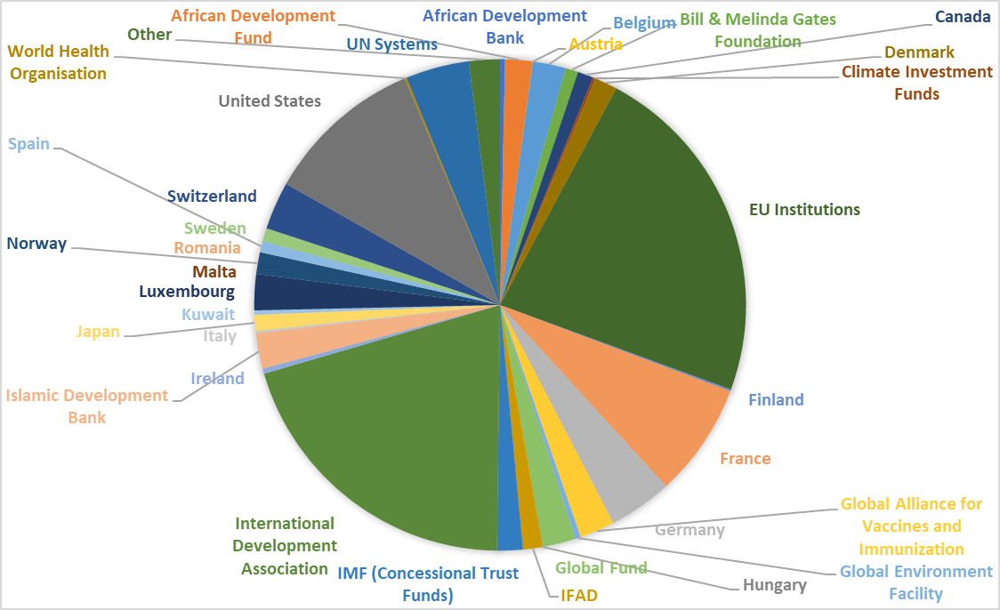 African Development
Fund
African Development
Bank
Belgium
Austria
Bill & Melinda Gates
Foundation
Canada
Denmark
Climate Investment
Funds
EU Institutions
Finland
France
Global Alliance for
Vaccines and
Immunization
Germany
Global Environment
Facility
Hungary
Global Fund
IFAD
IMF (Concessional Trust
Funds)
International
Development
Association
Islamic Development
Bank
Ireland
Italy
Japan
Kuwait
Luxembourg
Malta
Norway
Romania
Sweden
Spain
Switzerland
United States
World Health
Organisation
Other
UN Systems